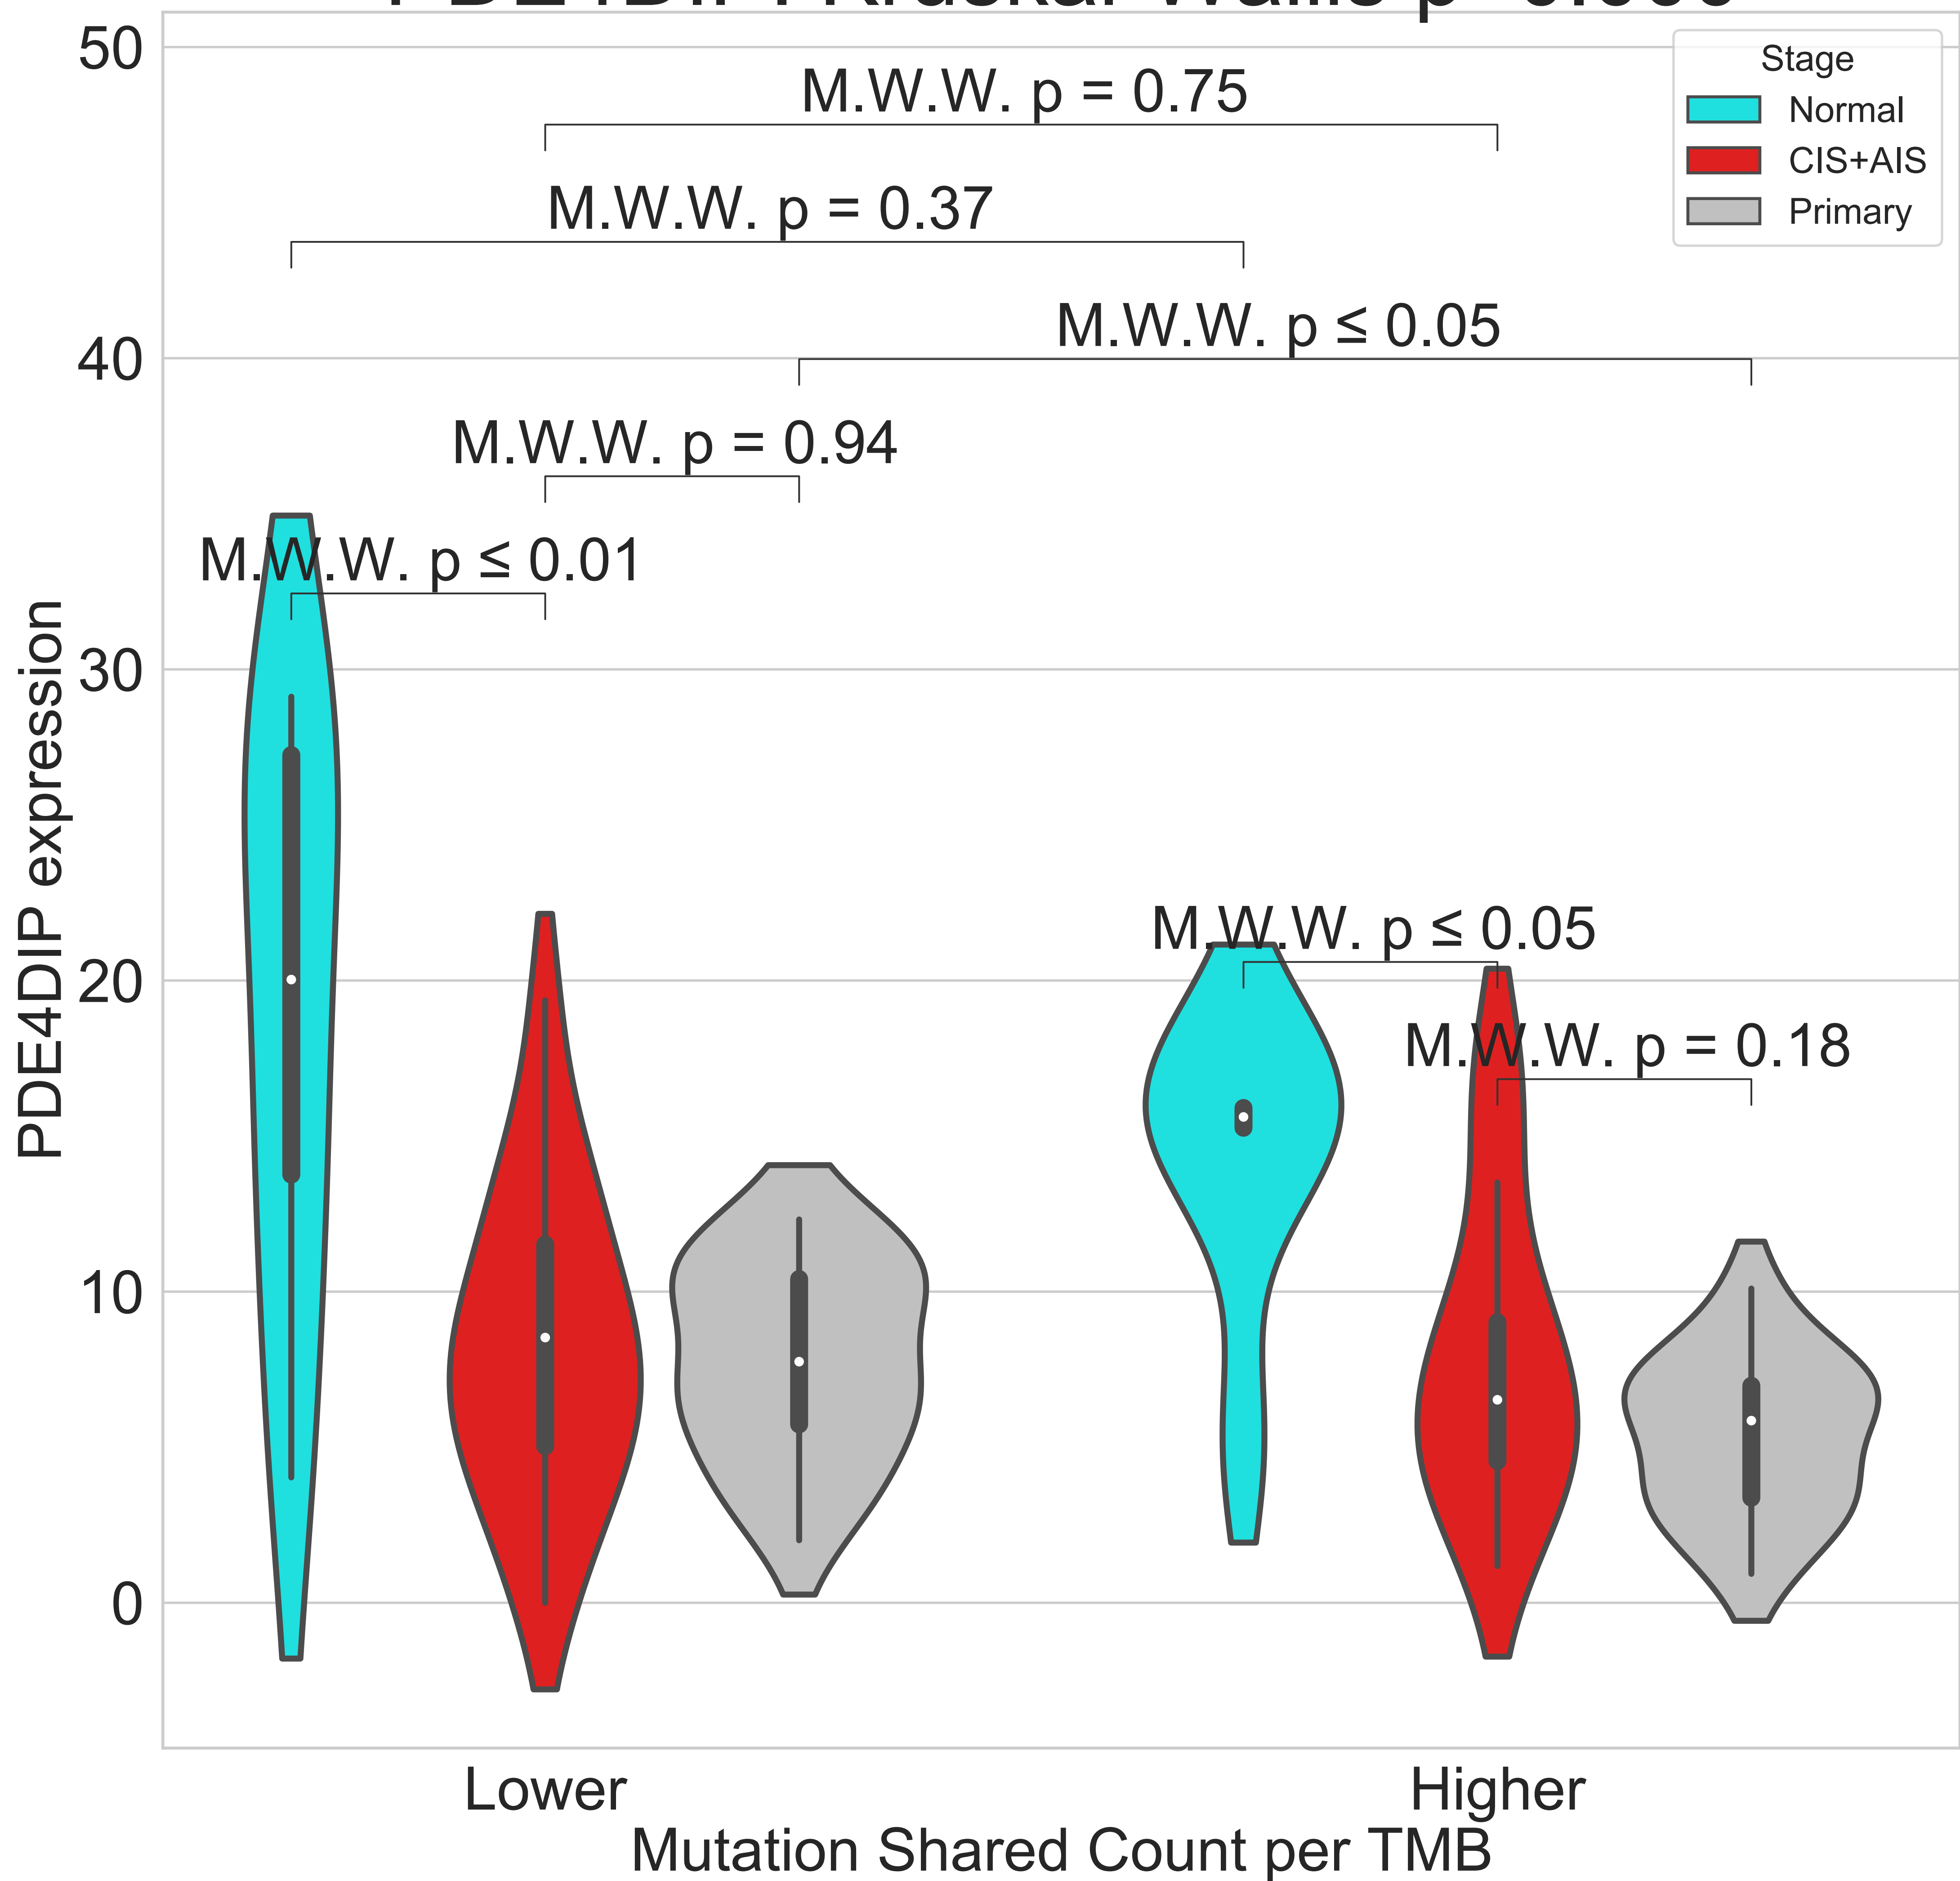 50
Stage
Normal
CIS+AIS
Primary
M.W.W. p = 0.75
M.W.W. p = 0.37
M.W.W. p ≤ 0.05
40
M.W.W. p = 0.94
M.W.W. p ≤ 0.01
30
PDE4DIP expression
M.W.W. p ≤ 0.05
20
M.W.W. p = 0.18
10
0
Lower
Higher
Mutation Shared Count per TMB